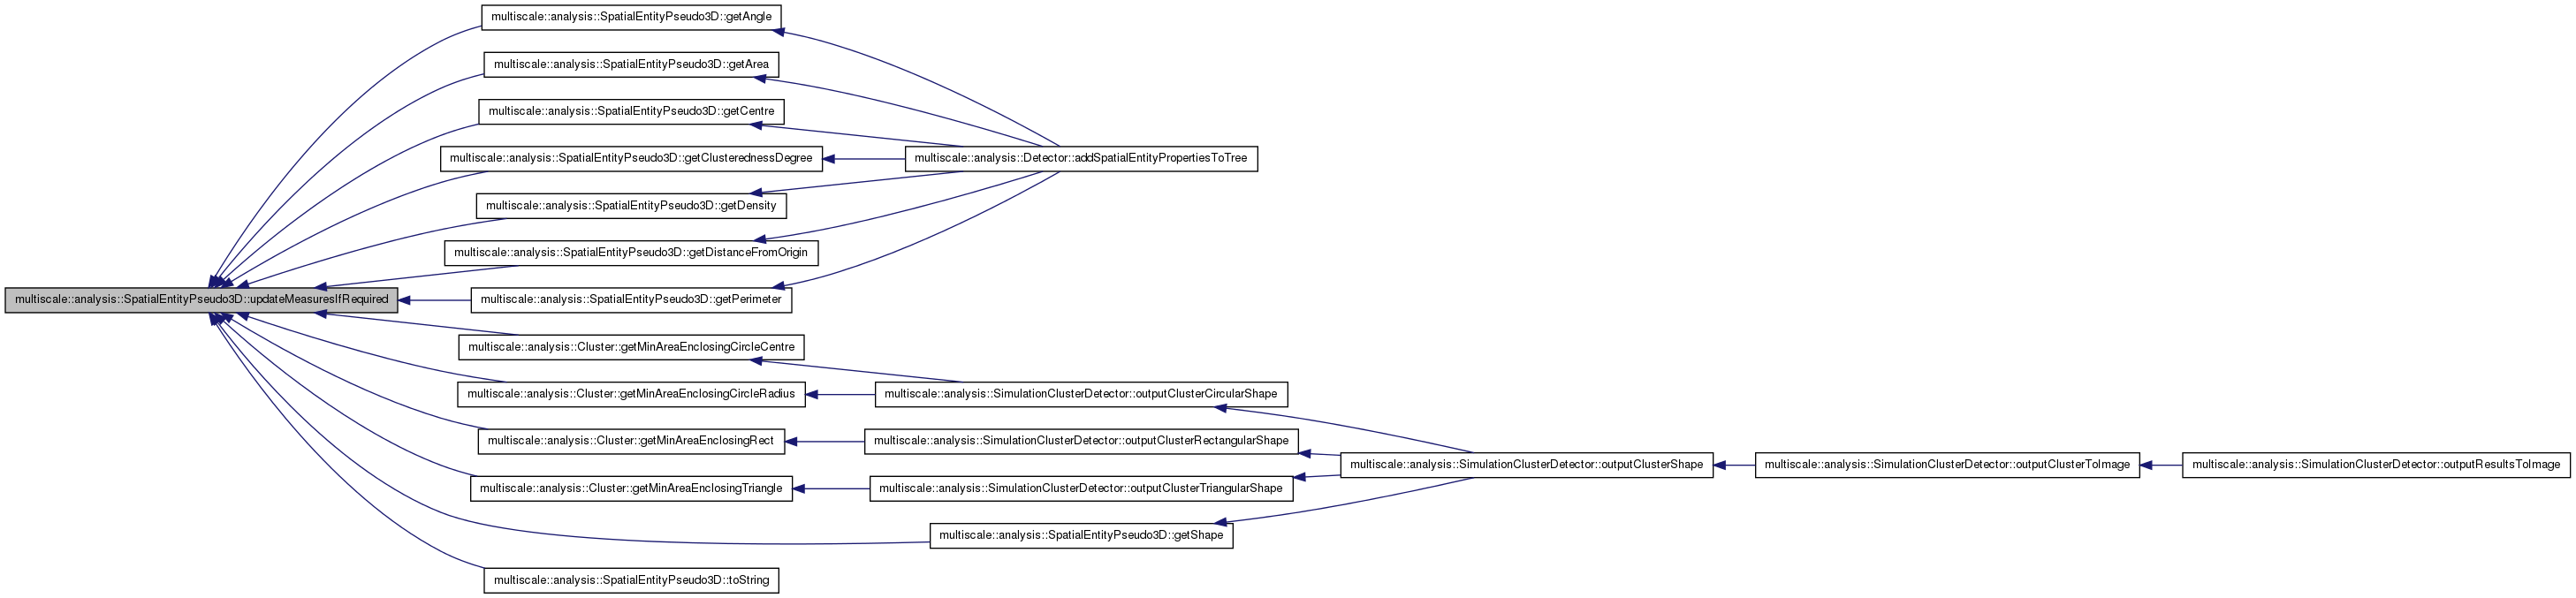 multiscale::analysis::SpatialEntityPseudo3D::getAngle
multiscale::analysis::SpatialEntityPseudo3D::getArea
multiscale::analysis::SpatialEntityPseudo3D::getCentre
multiscale::analysis::SpatialEntityPseudo3D::getClusterednessDegree
multiscale::analysis::Detector::addSpatialEntityPropertiesToTree
multiscale::analysis::SpatialEntityPseudo3D::getDensity
multiscale::analysis::SpatialEntityPseudo3D::getDistanceFromOrigin
multiscale::analysis::SpatialEntityPseudo3D::updateMeasuresIfRequired
multiscale::analysis::SpatialEntityPseudo3D::getPerimeter
multiscale::analysis::Cluster::getMinAreaEnclosingCircleCentre
multiscale::analysis::Cluster::getMinAreaEnclosingCircleRadius
multiscale::analysis::SimulationClusterDetector::outputClusterCircularShape
multiscale::analysis::Cluster::getMinAreaEnclosingRect
multiscale::analysis::SimulationClusterDetector::outputClusterRectangularShape
multiscale::analysis::SimulationClusterDetector::outputClusterShape
multiscale::analysis::SimulationClusterDetector::outputClusterToImage
multiscale::analysis::SimulationClusterDetector::outputResultsToImage
multiscale::analysis::Cluster::getMinAreaEnclosingTriangle
multiscale::analysis::SimulationClusterDetector::outputClusterTriangularShape
multiscale::analysis::SpatialEntityPseudo3D::getShape
multiscale::analysis::SpatialEntityPseudo3D::toString